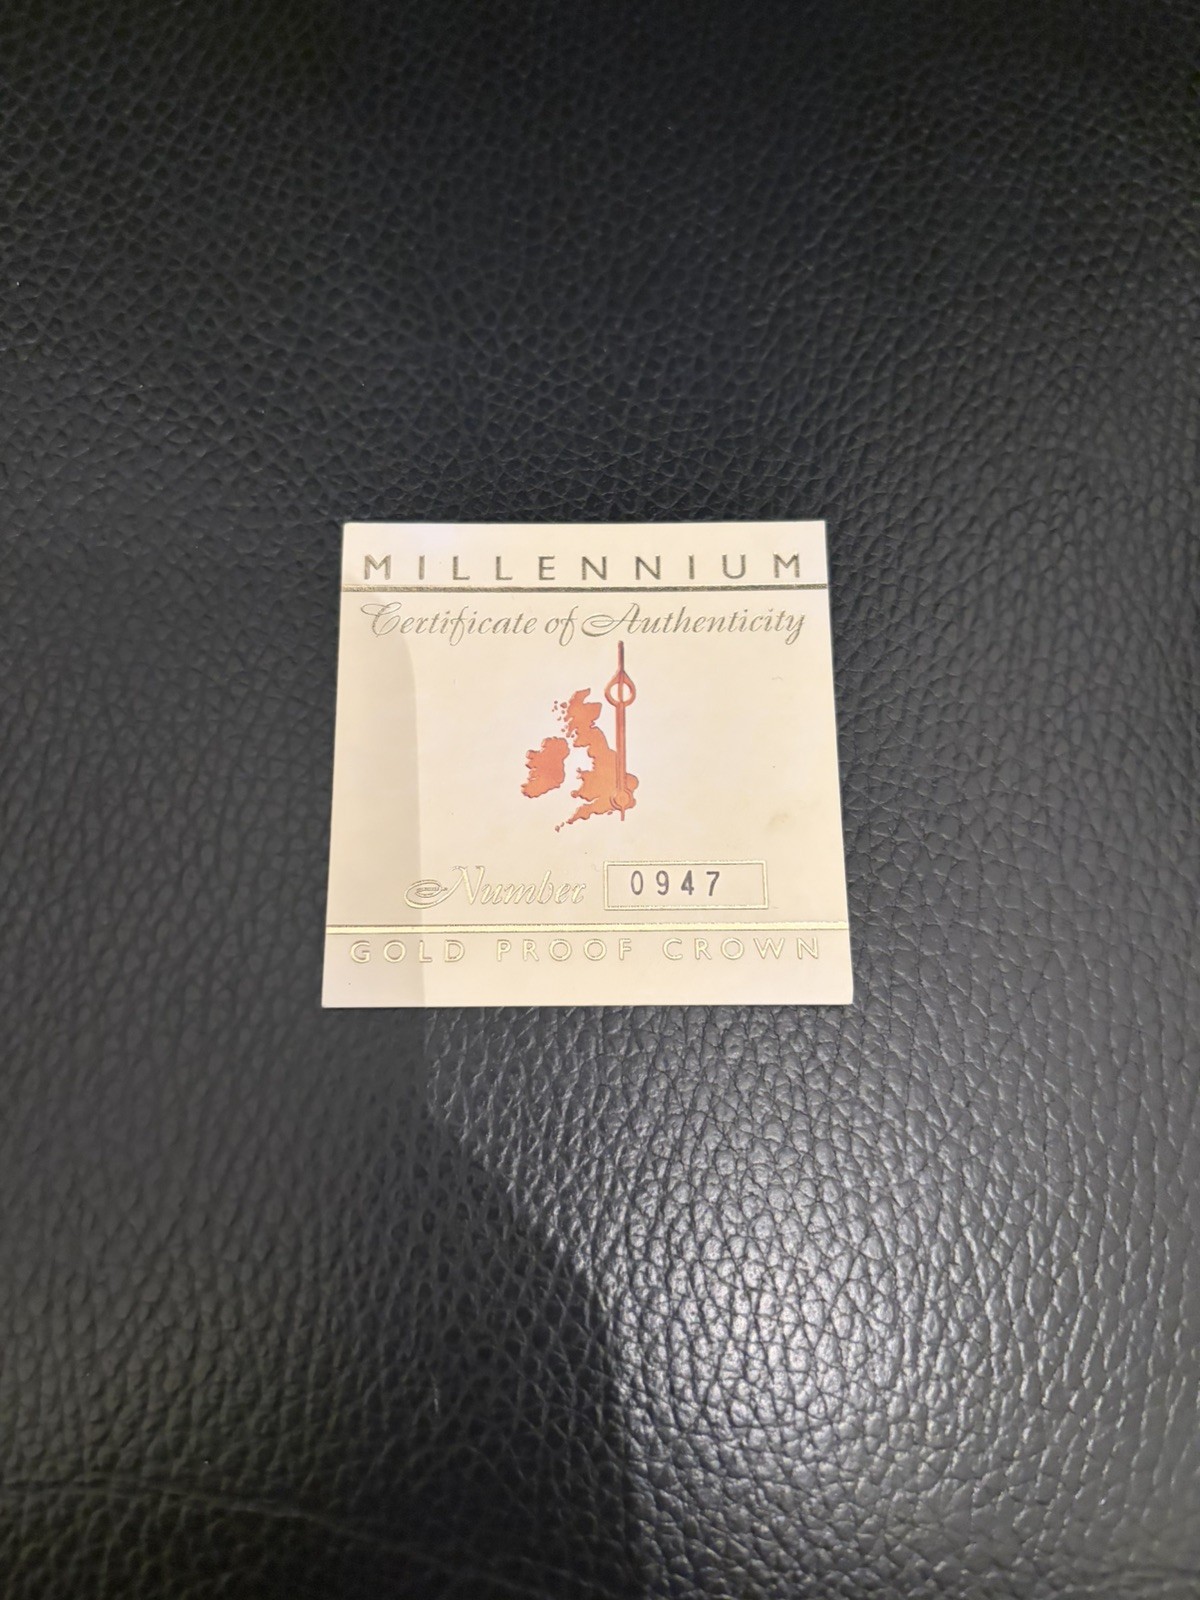 MILLENNIUM
Certificate of Authenticity
Number 0947
GOLD PROOF CROWN